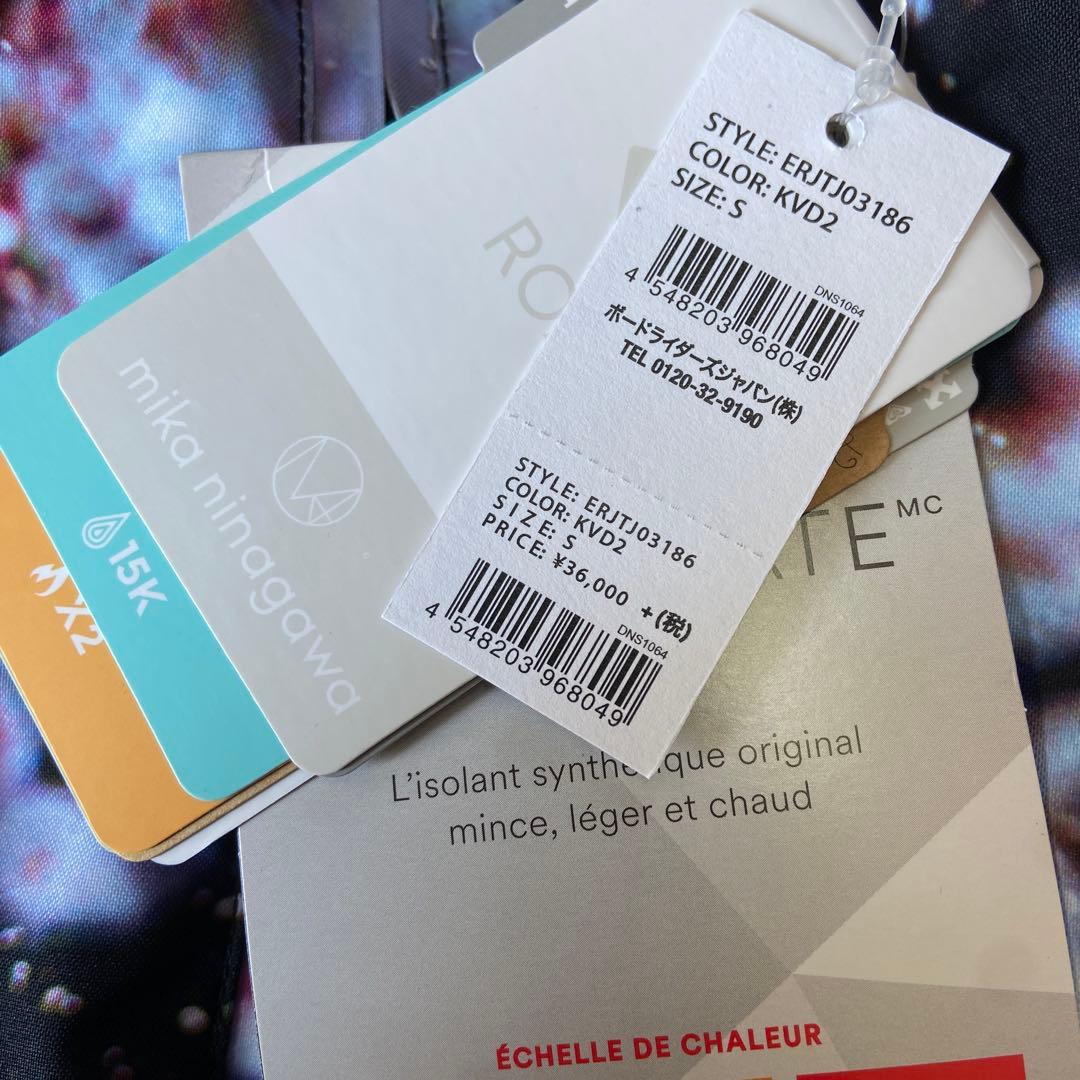 STYLE: ERJTJ03186
COLOR: KVD2
SIZE: S
DNS1064
4 548203 968049
ボードライダーズジャパン(株)
TEL 0120-32-9190
STYLE: ERJTJ03186
COLOR: KVD2
SIZE: S
PRICE: ¥36,000 +(税)
DNS1064
4 548203 968049
RO
mika ninagawa
15K
X2
TE MC
L'isolant synthétique original
mince, léger et chaud
ÉCHELLE DE CHALEUR